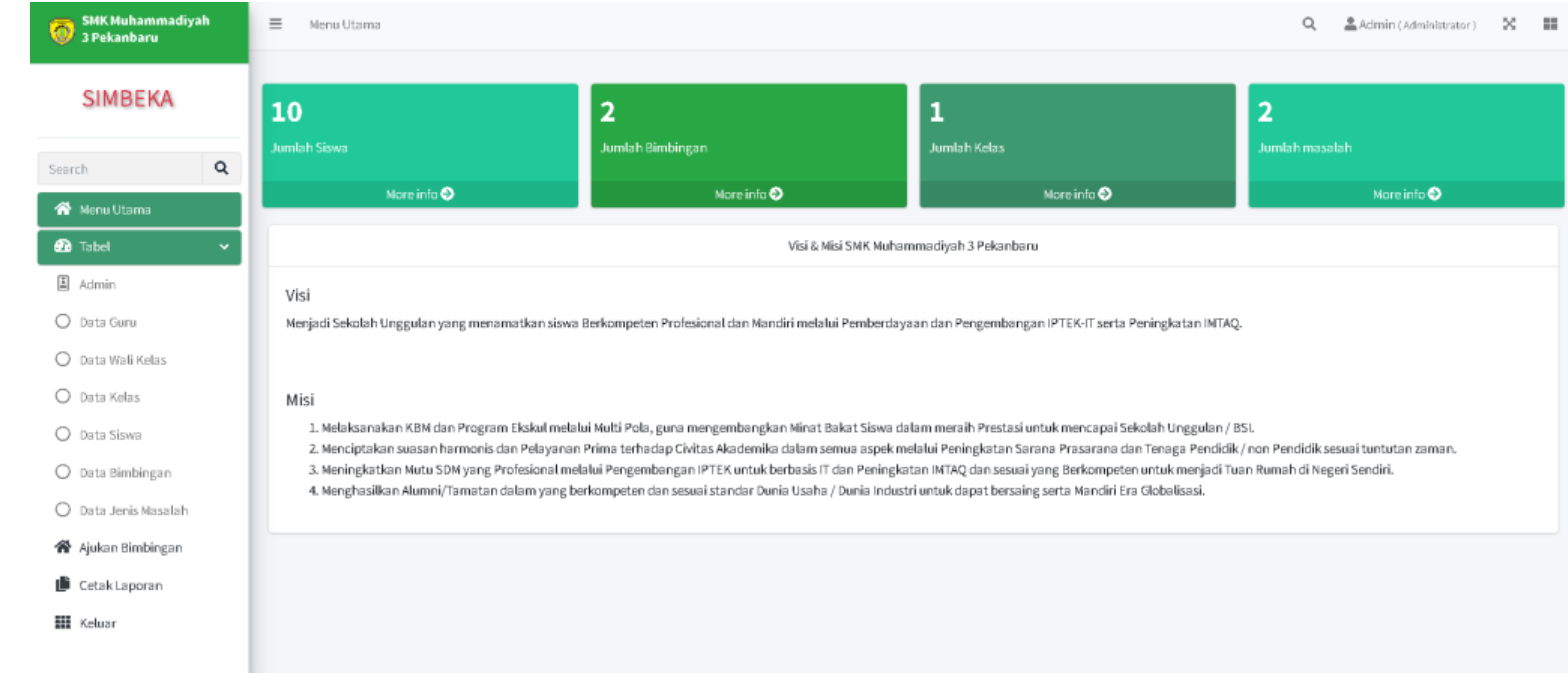 SMK Muhammadiyah
3 Pekanbaru
Menu Utama
Admin ( Administrator )
SIMBEKA
Search
Menu Utama
Tabel
Admin
Data Guru
Data Wali Kelas
Data Kelas
Data Siswa
Data Bimbingan
Data Jenis Masalah
Ajukan Bimbingan
Cetak Laporan
Keluar
10
Jumlah Siswa
More info
2
Jumlah Bimbingan
More info
1
Jumlah Kelas
More info
2
Jumlah masalah
More info
Visi & Misi SMK Muhammadiyah 3 Pekanbaru
Visi
Menjadi Sekolah Unggulan yang menamatkan siswa Berkompeten Profesional dan Mandiri melalui Pemberdayaan dan Pengembangan IPTEK-IT serta Peningkatan IMTAQ.
Misi
1. Melaksanakan KBM dan Program Ekskul melalui Multi Pola, guna mengembangkan Minat Bakat Siswa dalam meraih Prestasi untuk mencapai Sekolah Unggulan / BSI.
2. Menciptakan suasan harmonis dan Pelayanan Prima terhadap Civitas Akademika dalam semua aspek melalui Peningkatan Sarana Prasarana dan Tenaga Pendidik / non Pendidik sesuai tuntutan zaman.
3. Meningkatkan Mutu SDM yang Profesional melalui Pengembangan IPTEK untuk berbasis IT dan Peningkatan IMTAQ dan sesuai yang Berkompeten untuk menjadi Tuan Rumah di Negeri Sendiri.
4. Menghasilkan Alumni/Tamatan dalam yang berkompeten dan sesuai standar Dunia Usaha / Dunia Industri untuk dapat bersaing serta Mandiri Era Globalisasi.